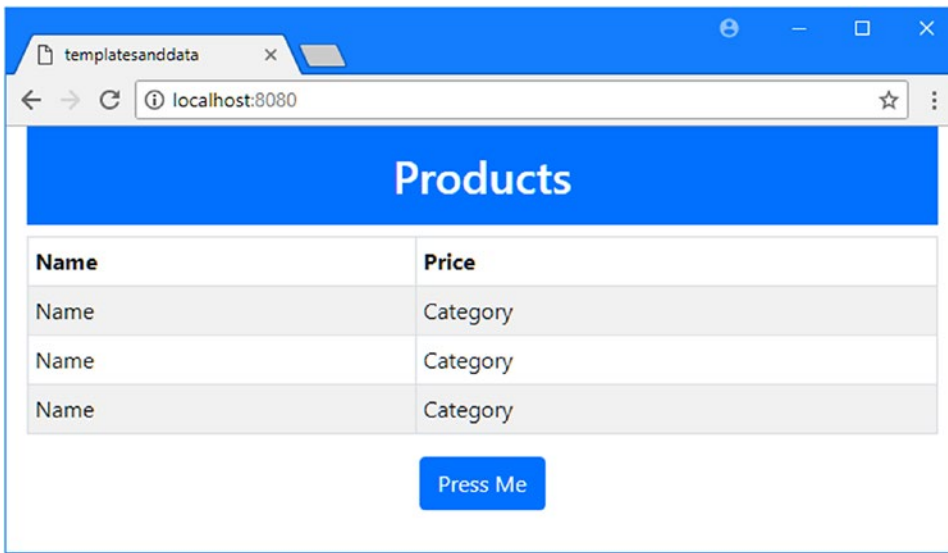 templatesanddata
localhost:8080
Products
Name Price
Name Category
Name Category
Name Category
Press Me